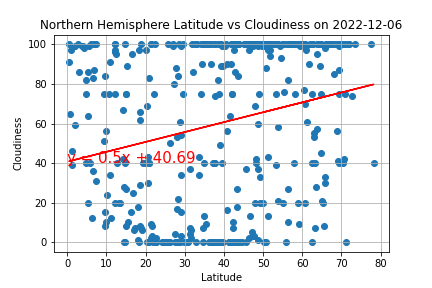 Northern Hemisphere Latitude vs Cloudiness on 2022-12-06
100
80
60
40
20
0
Cloudiness
y = 0.5x + 40.69
0 10 20 30 40 50 60 70 80
Latitude